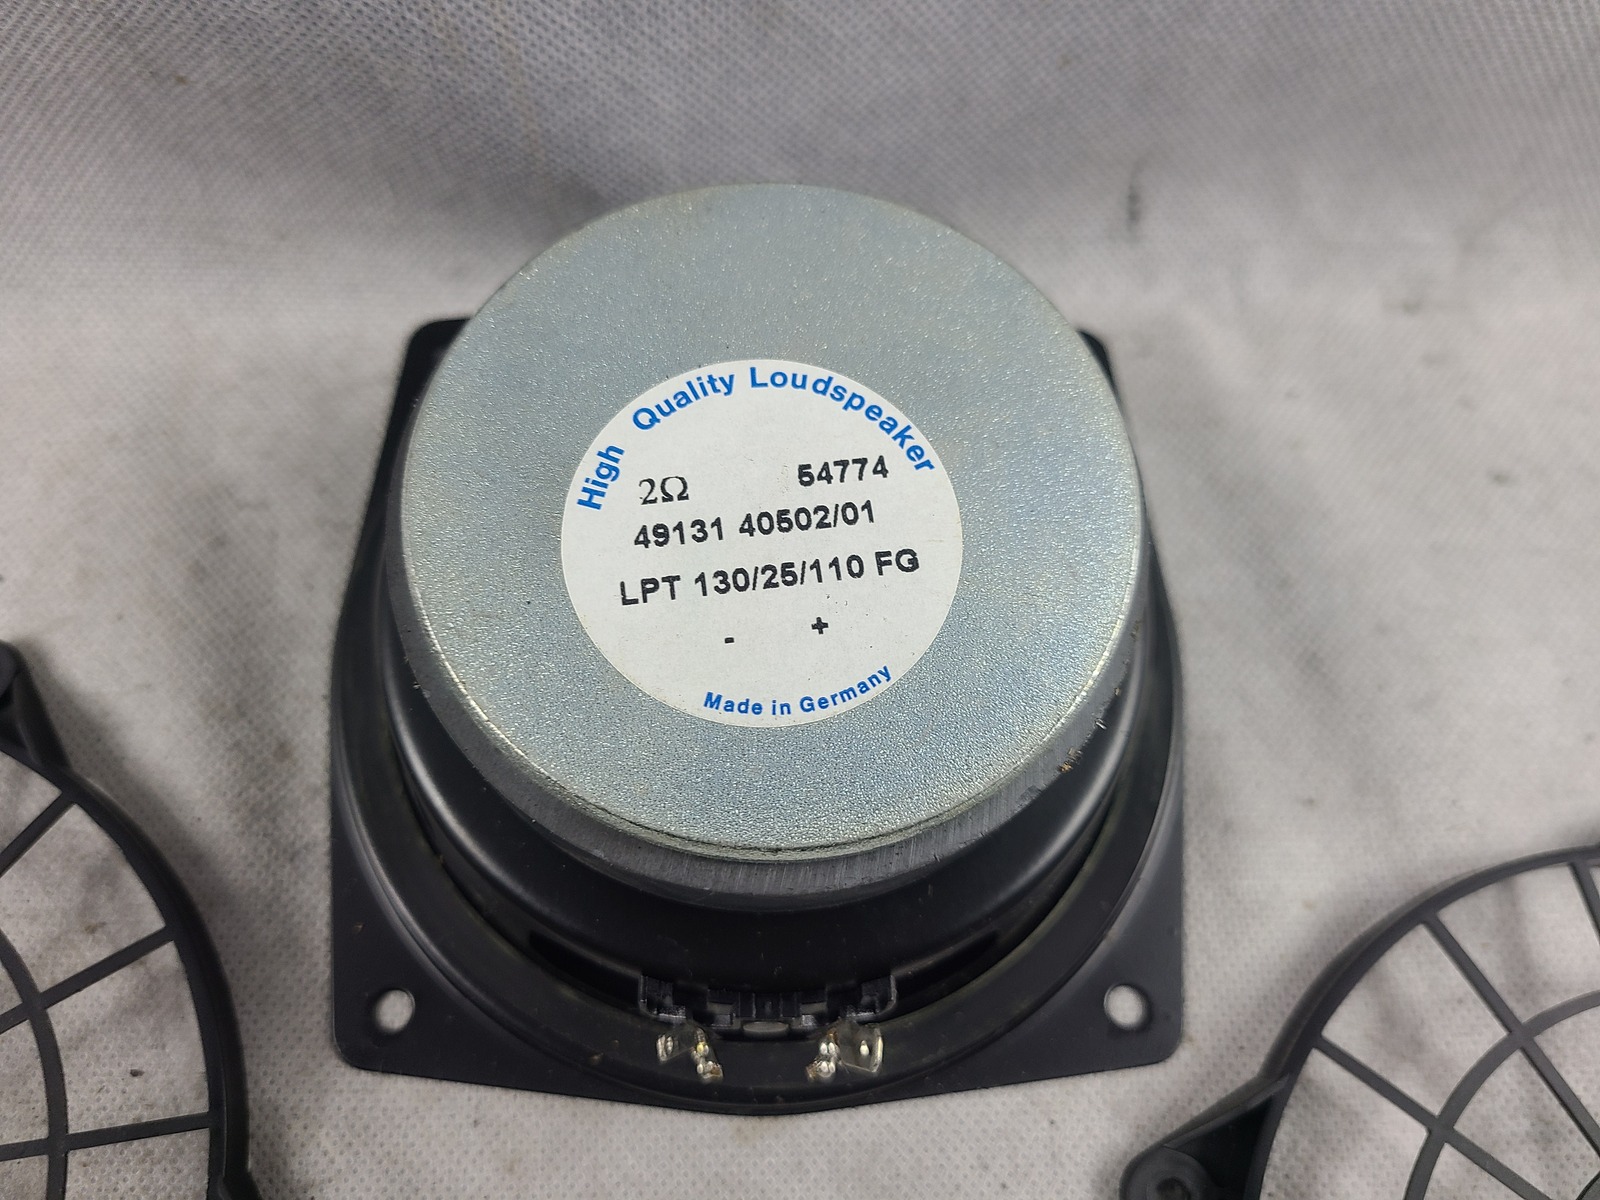 High Quality Loudspeaker
2Ω 54774
49131 40502/01
LPT 130/25/110 FG
- +
Made in Germany